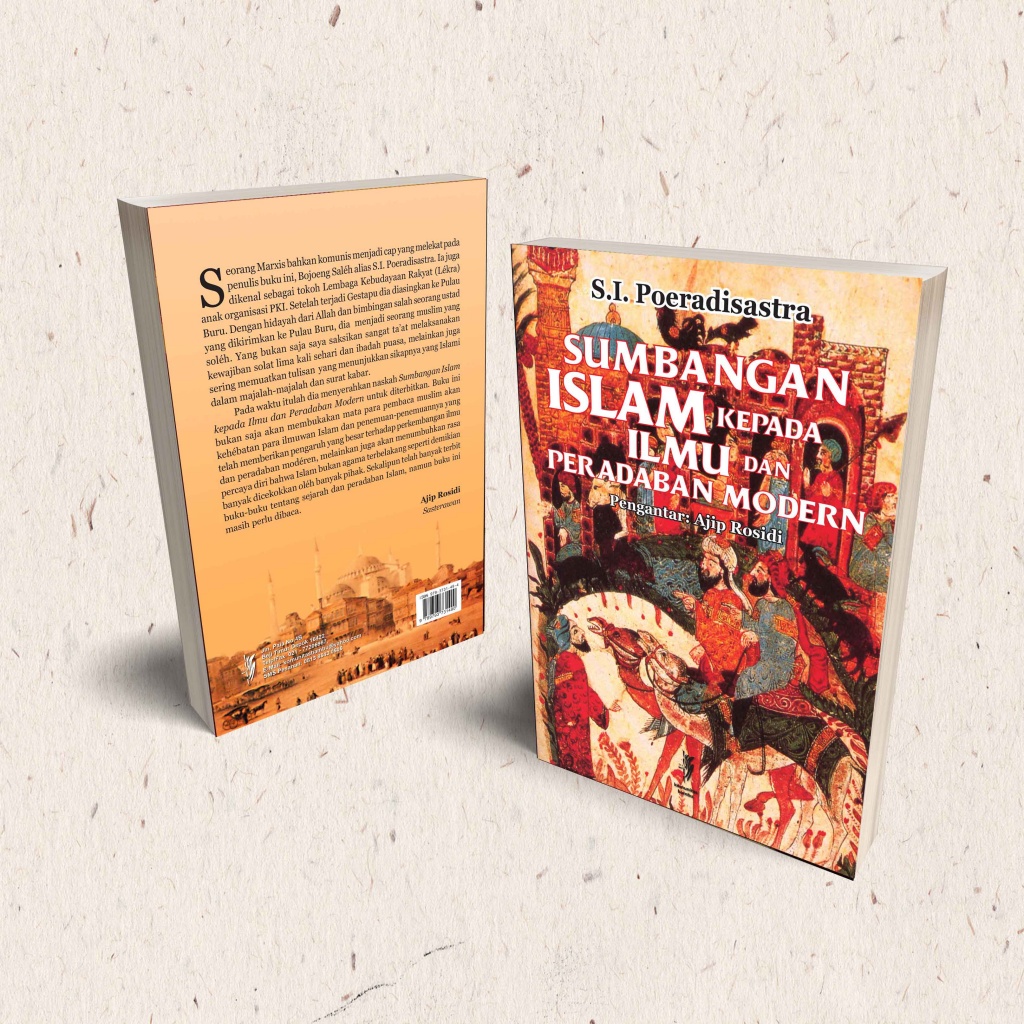 Seorang Marxis bahkan komunis menjadi cap yang melekat pada
penulis buku ini, Bojoeng Saléh alias S.I. Poeradisastra. Ia juga
dikenal sebagai tokoh Lembaga Kebudayaan Rakyat (Lékra)
anak organisasi PKI. Setelah terjadi Gestapu dia diasingkan ke Pulau
Buru. Dengan hidayah dari Allah dan bimbingan salah seorang ustad
yang dikirimkan ke Pulau Buru, dia menjadi seorang muslim yang
soléh. Yang bukan saja saya saksikan sangat ta'at melaksanakan
kewajiban solat lima kali sehari dan ibadah puasa, melainkan juga
sering memuatkan tulisan yang menunjukkan sikapnya yang Islami
dalam majalah-majalah dan surat kabar.
Pada waktu itulah dia menyerahkan naskah Sumbangan Islam
kepada Ilmu dan Peradaban Modern untuk diterbitkan. Buku ini
bukan saja akan membukakan mata para pembaca muslim akan
kehébatan para ilmuwan Islam dan penemuan-penemuannya yang
telah memberikan pengaruh yang besar terhadap perkembangan ilmu
dan peradaban modéren, melainkan juga akan menumbuhkan rasa
percaya diri bahwa Islam bukan agama terbelakang seperti demikian
banyak dicekokkan oléh banyak pihak. Sekalipun telah banyak terbit
buku-buku tentang sejarah dan peradaban Islam, namun buku ini
masih perlu dibaca.
Ajip Rosidi
Sasterawan
S.I. Poeradisastra
SUMBANGAN
ISLAM KEPADA
ILMU DAN
PERADABAN MODERN
Pengantar: Ajip Rosidi